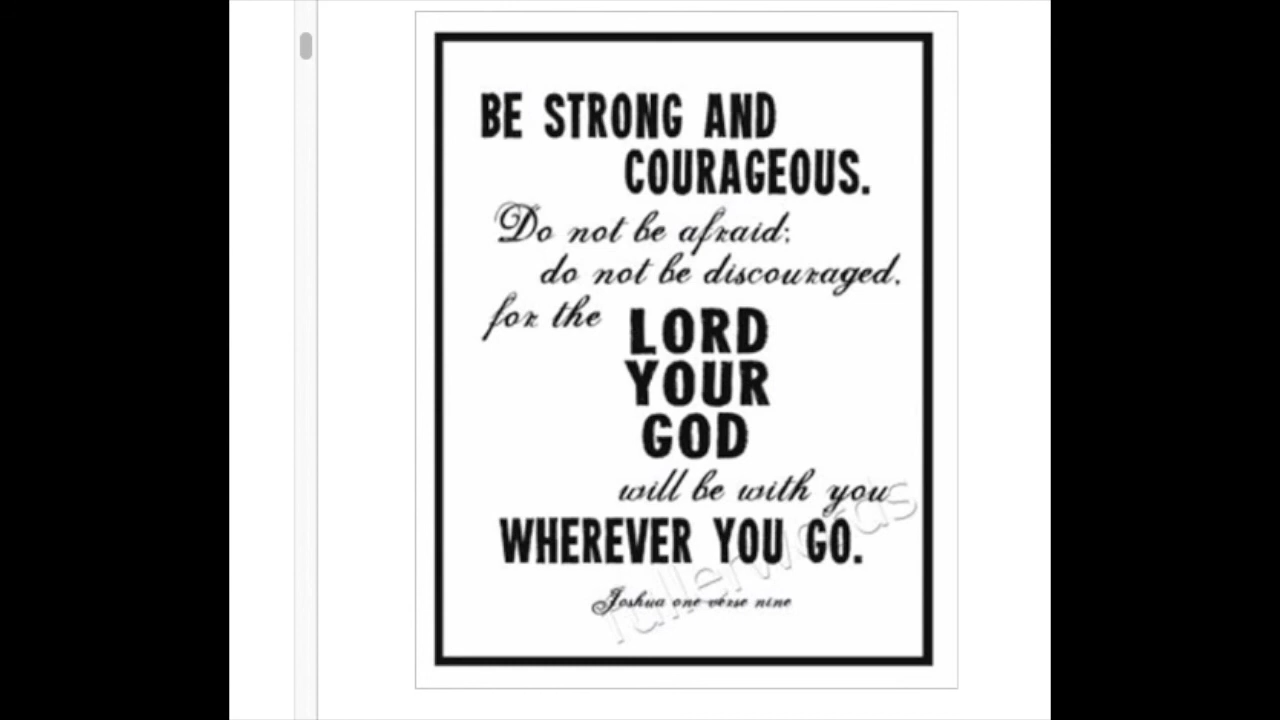 BE STRONG AND
COURAGEOUS.
Do not be afraid;
do not be discouraged,
for the LORD
YOUR
GOD
will be with you
WHEREVER YOU GO.
Joshua one verse nine
fullerwords